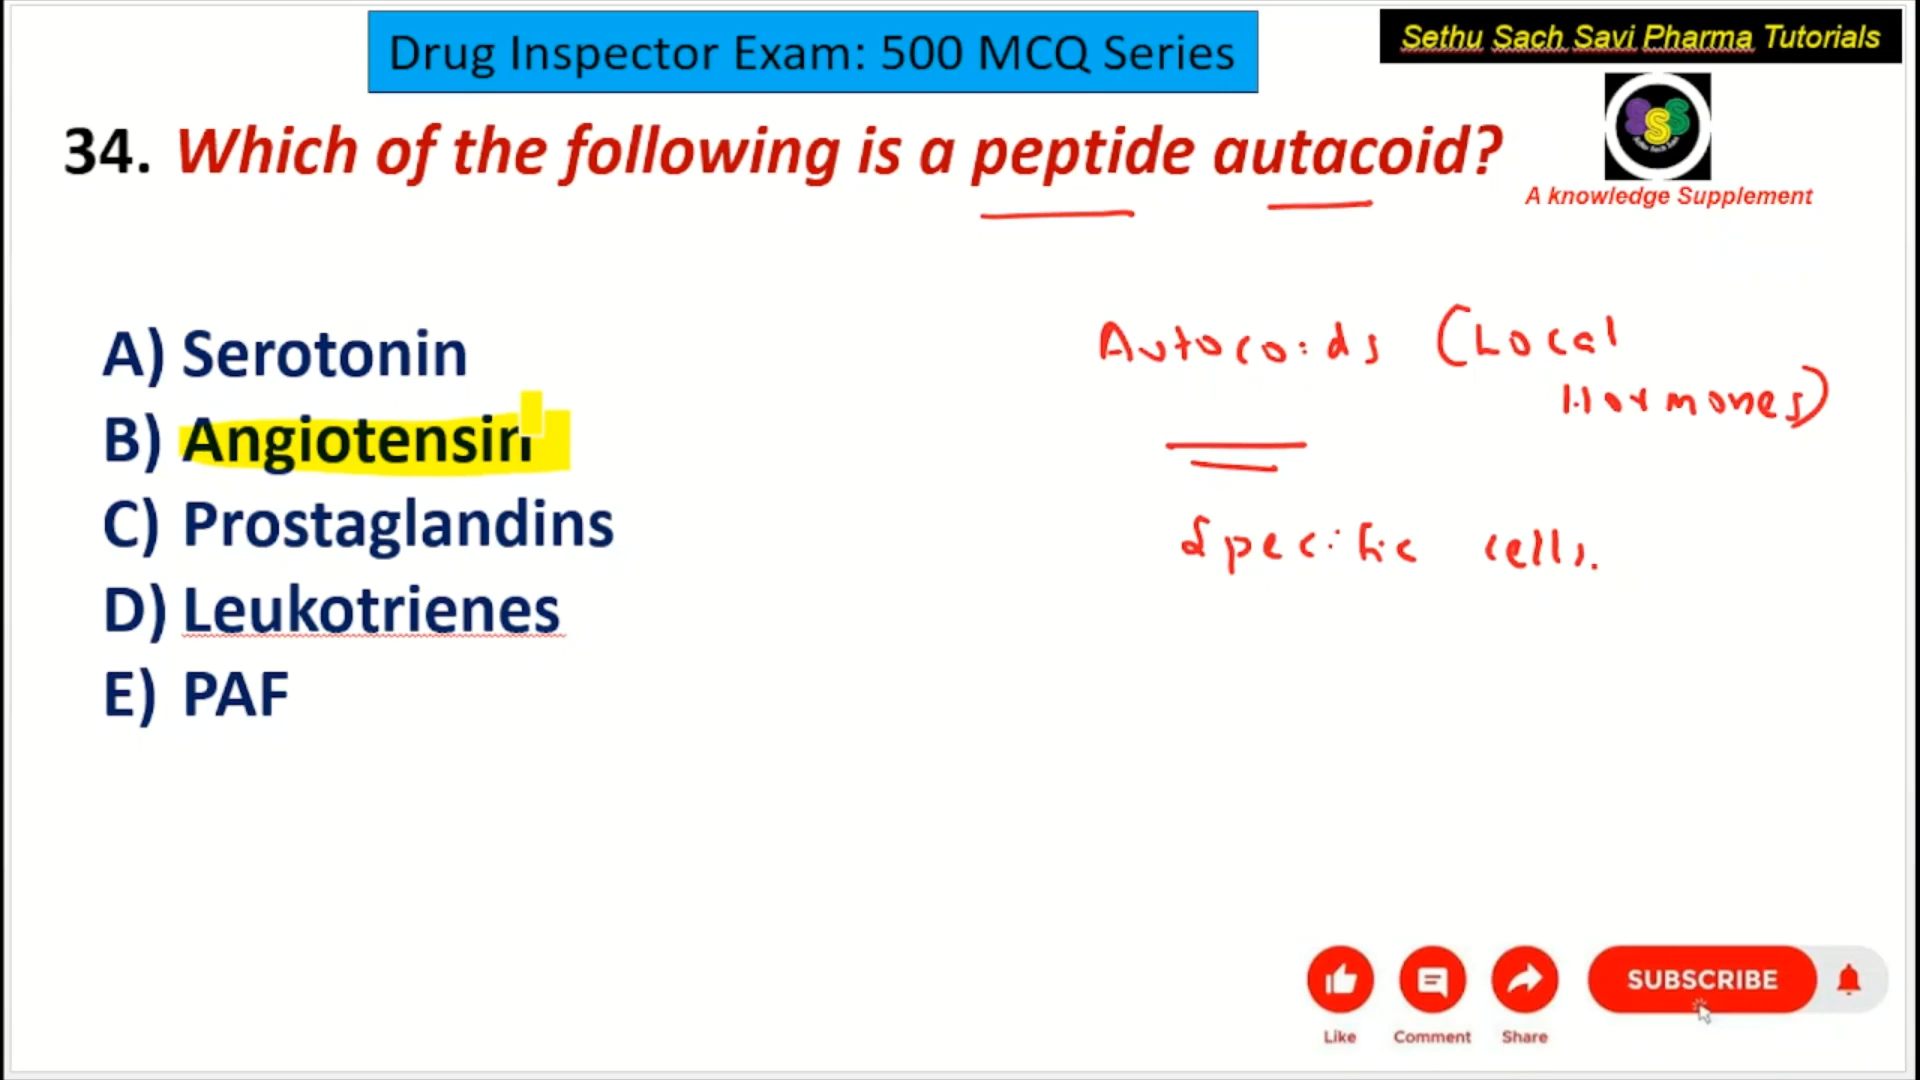 Drug Inspector Exam: 500 MCQ Series
Sethu Sach Savi Pharma Tutorials
34. Which of the following is a peptide autacoid?
A knowledge Supplement
A) Serotonin
B) Angiotensin
C) Prostaglandins
D) Leukotrienes
E) PAF
Autocoids (Local
Hormones)
Specific cells.
SUBSCRIBE
Like
Comment
Share